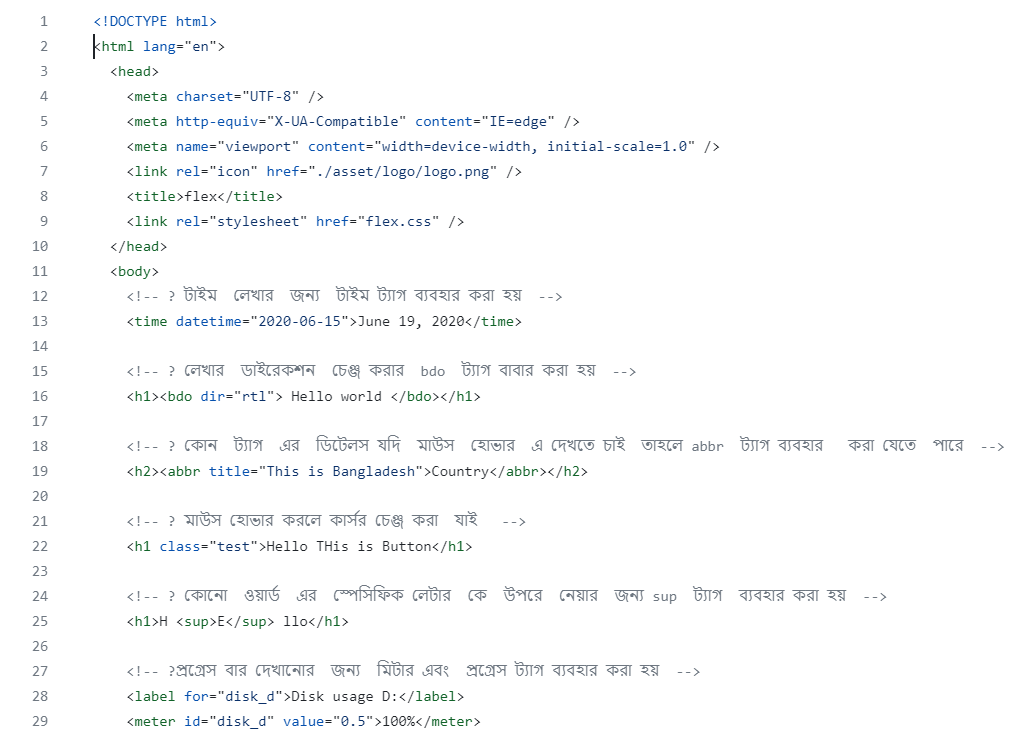 1 <!DOCTYPE html>
2 <html lang="en">
3 <head>
4 <meta charset="UTF-8" />
5 <meta http-equiv="X-UA-Compatible" content="IE=edge" />
6 <meta name="viewport" content="width=device-width, initial-scale=1.0" />
7 <link rel="icon" href="./asset/logo/logo.png" />
8 <title>flex</title>
9 <link rel="stylesheet" href="flex.css" />
10 </head>
11 <body>
12 <!-- ? টাইম লেখার জন্য টাইম ট্যাগ ব্যবহার করা হয় -->
13 <time datetime="2020-06-15">June 19, 2020</time>
14
15 <!-- ? লেখার ডাইরেকশন চেঞ্জ করার bdo ট্যাগ বাবার করা হয় -->
16 <h1><bdo dir="rtl"> Hello world </bdo></h1>
17
18 <!-- ? কোন ট্যাগ এর ডিটেলস যদি মাউস হোভার এ দেখতে চাই তাহলে abbr ট্যাগ ব্যবহার করা যেতে পারে -->
19 <h2><abbr title="This is Bangladesh">Country</abbr></h2>
20
21 <!-- ? মাউস হোভার করলে কার্সর চেঞ্জ করা যাই -->
22 <h1 class="test">Hello THis is Button</h1>
23
24 <!-- ? কোনো ওয়ার্ড এর স্পেসিফিক লেটার কে উপরে নেয়ার জন্য sup ট্যাগ ব্যবহার করা হয় -->
25 <h1>H <sup>E</sup> llo</h1>
26
27 <!-- ?প্রগ্রেস বার দেখানোর জন্য মিটার এবং প্রগ্রেস ট্যাগ ব্যবহার করা হয় -->
28 <label for="disk_d">Disk usage D:</label>
29 <meter id="disk_d" value="0.5">100%</meter>